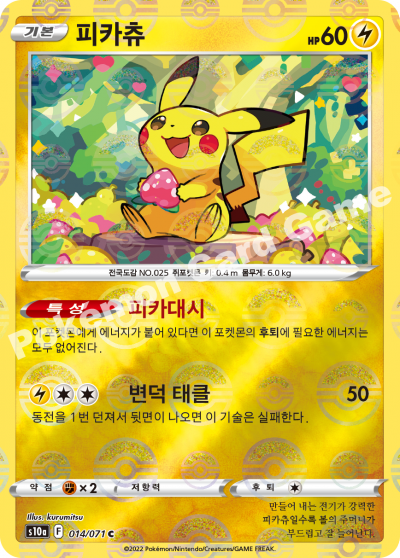 기본 피카츄 HP 60
전국도감 NO.025 쥐포켓몬 키: 0.4 m 몸무게: 6.0 kg
특성 피카대시
이 포켓몬에게 에너지가 붙어 있다면 이 포켓몬의 후퇴에 필요한 에너지는
모두 없어진다.
변덕 태클 50
동전을 1번 던져서 뒷면이 나오면 이 기술은 실패한다.
약점 ×2 저항력 후퇴
Illus. kurumitsu
s10a F 014/071 C
만들어 내는 전기가 강력한
피카츄일수록 볼의 주머니가
부드럽고 잘 늘어난다.
©2022 Pokémon/Nintendo/Creatures/GAME FREAK.
Pokémon Card Game